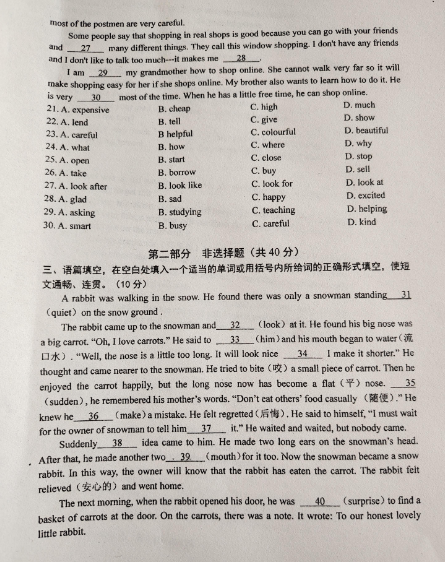 most of the postmen are very careful.
Some people say that shopping in real shops is good because you can go with your friends
and 27 many different things. They call this window shopping. I don't have any friends
and I don't like to talk too much---it makes me 28 .
I am 29 my grandmother how to shop online. She cannot walk very far so it will
make shopping easy for her if she shops online. My brother also wants to learn how to do it. He
is very 30 most of the time. When he has a little free time, he can shop online.
21. A. expensive B. cheap C. high D. much
22. A. lend B. tell C. give D. show
23. A. careful B helpful C. colourful D. beautiful
24. A. what B. how C. where D. why
25. A. open B. start C. close D. stop
26. A. take B. borrow C. buy D. sell
27. A. look after B. look like C. look for D. look at
28. A. glad B. sad C. happy D. excited
29. A. asking B. studying C. teaching D. helping
30. A. smart B. busy C. careful D. kind
第二部分 非选择题（共 40 分）
三、语篇填空，在空白处填入一个适当的单词或用括号内所给词的正确形式填空，使短
文通畅、连贯。（10 分）
A rabbit was walking in the snow. He found there was only a snowman standing 31
(quiet) on the snow ground .
The rabbit came up to the snowman and 32 (look) at it. He found his big nose was
a big carrot. “Oh, I love carrots.” He said to 33 (him) and his mouth began to water (流
口水) . “Well, the nose is a little too long. It will look nice 34 I make it shorter.” He
thought and came nearer to the snowman. He tried to bite (咬) a small piece of carrot. Then he
enjoyed the carrot happily, but the long nose now has become a flat (平) nose. 35
(sudden), he remembered his mother's words. “Don't eat others' food casually (随便).” He
knew he 36 (make) a mistake. He felt regretted (后悔). He said to himself, “I must wait
for the owner of snowman to tell him 37 it.” He waited and waited, but nobody came.
Suddenly 38 idea came to him. He made two long ears on the snowman's head.
After that, he made another two 39 (mouth) for it too. Now the snowman became a snow
rabbit. In this way, the owner will know that the rabbit has eaten the carrot. The rabbit felt
relieved (安心的) and went home.
The next morning, when the rabbit opened his door, he was 40 (surprise) to find a
basket of carrots at the door. On the carrots, there was a note. It wrote: To our honest lovely
little rabbit.